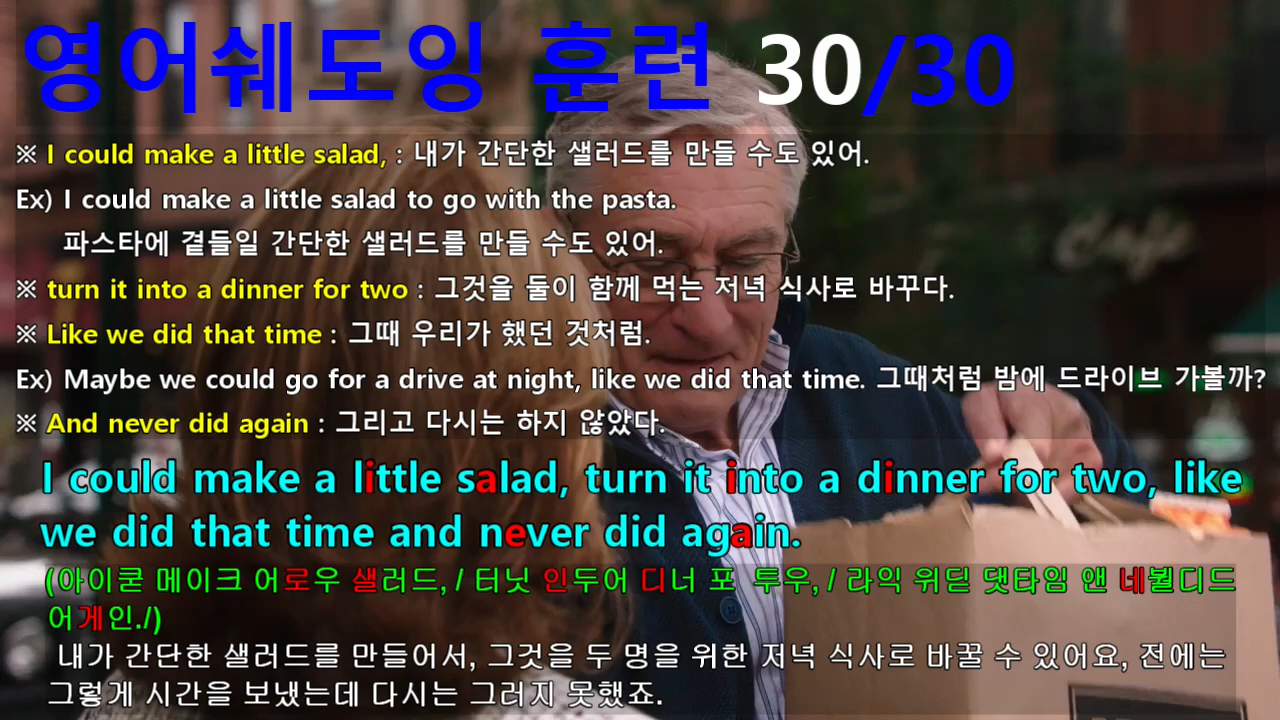 영어쉐도잉 훈련 30/30
※ I could make a little salad, : 내가 간단한 샐러드를 만들 수도 있어.
Ex) I could make a little salad to go with the pasta.
파스타에 곁들일 간단한 샐러드를 만들 수도 있어.
※ turn it into a dinner for two : 그것을 둘이 함께 먹는 저녁 식사로 바꾸다.
※ Like we did that time : 그때 우리가 했던 것처럼.
Ex) Maybe we could go for a drive at night, like we did that time. 그때처럼 밤에 드라이브 가볼까?
※ And never did again : 그리고 다시는 하지 않았다.
Cafe
I could make a little salad, turn it into a dinner for two, like
we did that time and never did again.
(아이쿧 메이크 어로우 샐러드, / 터닛 인두어 디너 포 투우, / 라익 위딛 댓타임 앤 네붤디드
어게인./)
내가 간단한 샐러드를 만들어서, 그것을 두 명을 위한 저녁 식사로 바꿀 수 있어요, 전에는
그렇게 시간을 보냈는데 다시는 그러지 못했죠.